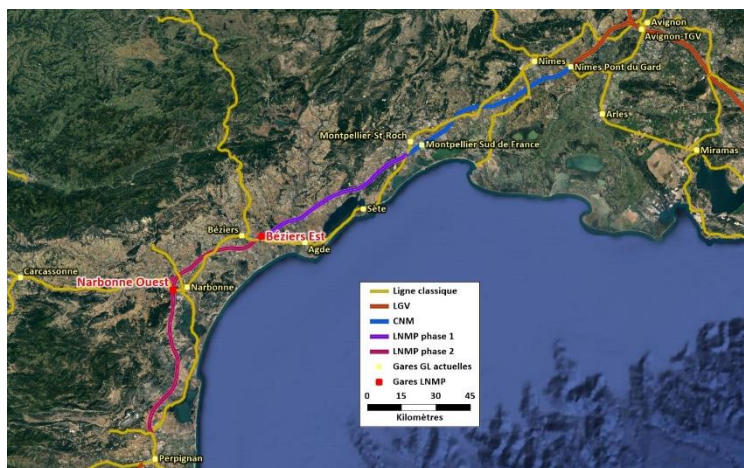 Avignon
Avignon-TGV
Nîmes
Nîmes Pont du Gard
Arles
Montpellier St-Roch
Montpellier Sud de France
Miramas
Sète
Béziers
Béziers Est
Agde
Carcassonne
Narbonne Ouest
Narbonne
Perpignan
Ligne classique
LGV
CNM
LNMP phase 1
LNMP phase 2
Gares GL actuelles
Gares LNMP
0 15 30 45
Kilomètres